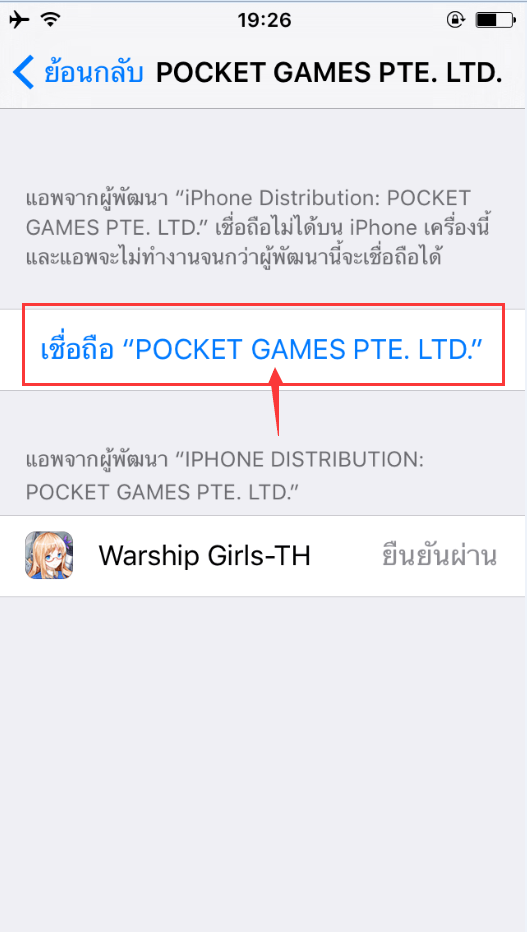 19:26
ย้อนกลับ POCKET GAMES PTE. LTD.
แอพจากผู้พัฒนา “iPhone Distribution: POCKET
GAMES PTE. LTD.” เชื่อถือไม่ได้บน iPhone เครื่องนี้
และแอพจะไม่ทำงานจนกว่าผู้พัฒนานี้จะเชื่อถือได้
เชื่อถือ “POCKET GAMES PTE. LTD.”
แอพจากผู้พัฒนา “IPHONE DISTRIBUTION:
POCKET GAMES PTE. LTD.”
Warship Girls-TH ยืนยันผ่าน